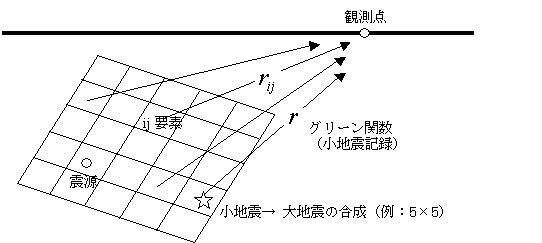 観測点
rij
ij 要素
r
グリーン関数
（小地震記録）
震源
小地震→ 大地震の合成（例：5×5）